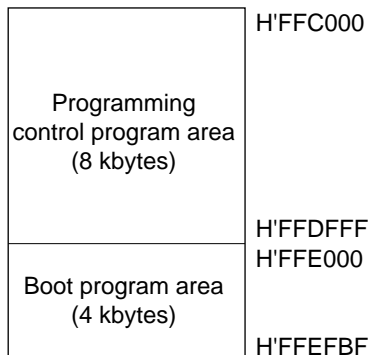 H'FFC000
Programming
control program area
(8 kbytes)
H'FFDFFF
H'FFE000
Boot program area
(4 kbytes)
H'FFEFBF